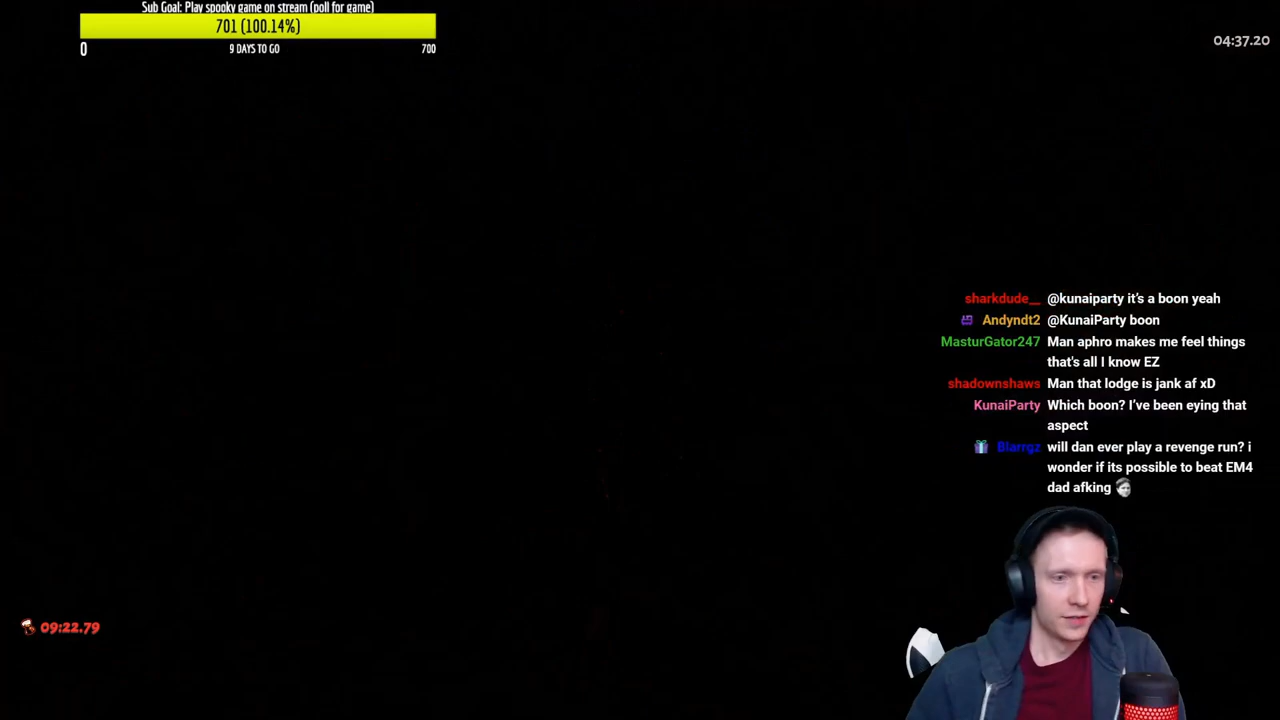 Sub Goal: Play spooky game on stream (poll for game)
701 (100.14%)
0 9 DAYS TO GO 700
04:37.20
sharkdude__ @kunaiparty it's a boon yeah
Andyndt2 @KunaiParty boon
MasturGator247 Man aphro makes me feel things
that's all I know EZ
shadownshaws Man that lodge is jank af xD
KunaiParty Which boon? I've been eying that
aspect
Blarrgz will dan ever play a revenge run? i
wonder if its possible to beat EM4
dad afking
09:22.79